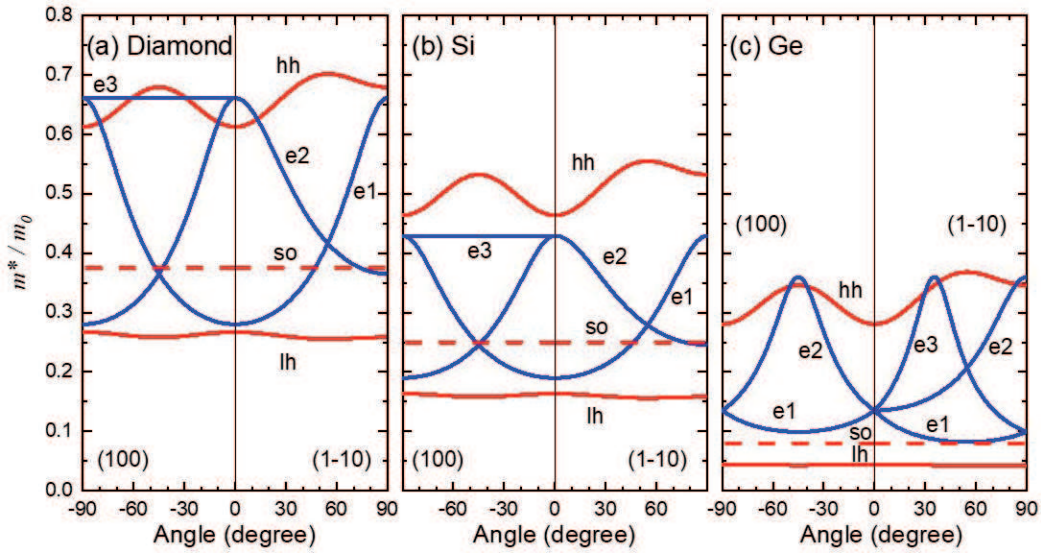 (a) Diamond
(b) Si
(c) Ge
m* / m0
0.8
0.7
0.6
0.5
0.4
0.3
0.2
0.1
0.0
e3
hh
e2
e1
so
lh
(100)
(1-10)
hh
e3
e2
e1
so
lh
(100)
(1-10)
(100)
(1-10)
hh
e2
e3
e2
e1
so
e1
lh
-90 -60 -30 0 30 60
-90 -60 -30 0 30 60
-90 -60 -30 0 30 60 90
Angle (degree)
Angle (degree)
Angle (degree)